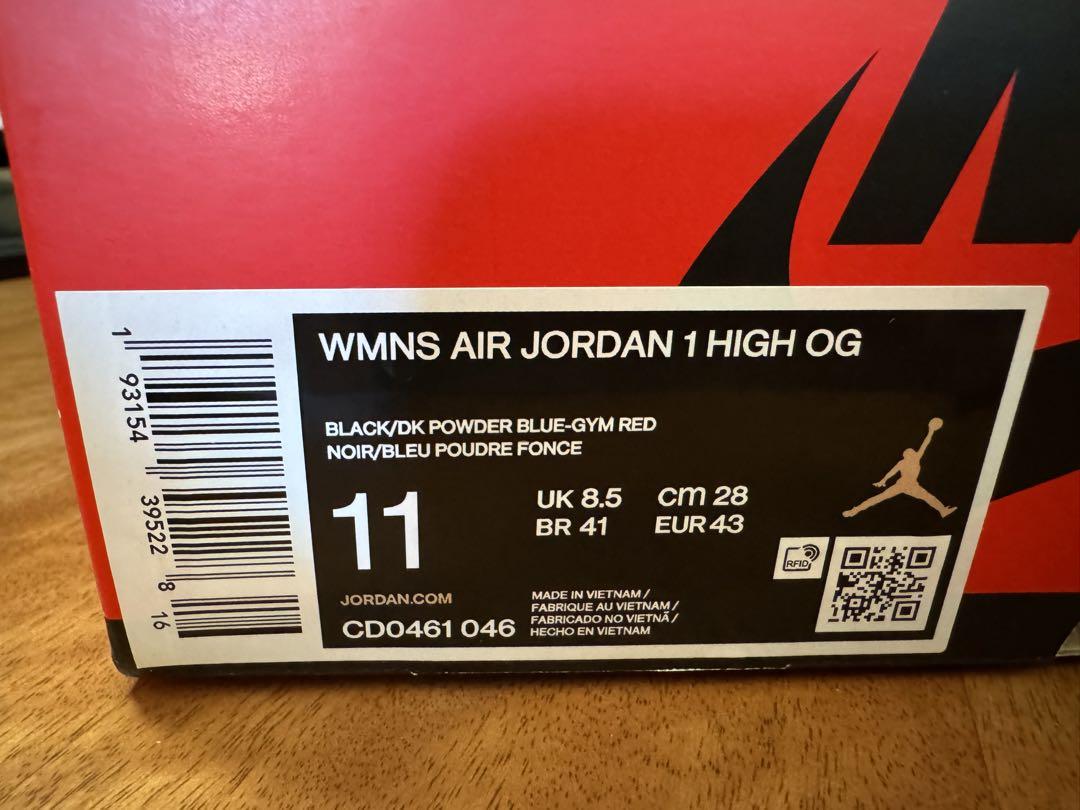 WMNS AIR JORDAN 1 HIGH OG
BLACK/DK POWDER BLUE-GYM RED
NOIR/BLEU POUDRE FONCE
11
UK 8.5 cm 28
BR 41 EUR 43
RFID
JORDAN.COM
CD0461 046
MADE IN VIETNAM /
FABRIQUE AU VIETNAM /
FABRICADO NO VIETNÃ /
HECHO EN VIETNAM
1 93154 39522 8 16